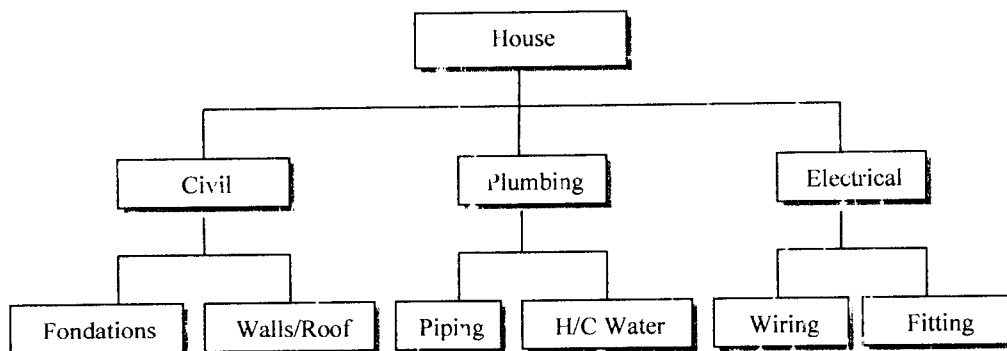 House
Civil
Plumbing
Electrical
Fondations
Walls/Roof
Piping
H/C Water
Wiring
Fitting